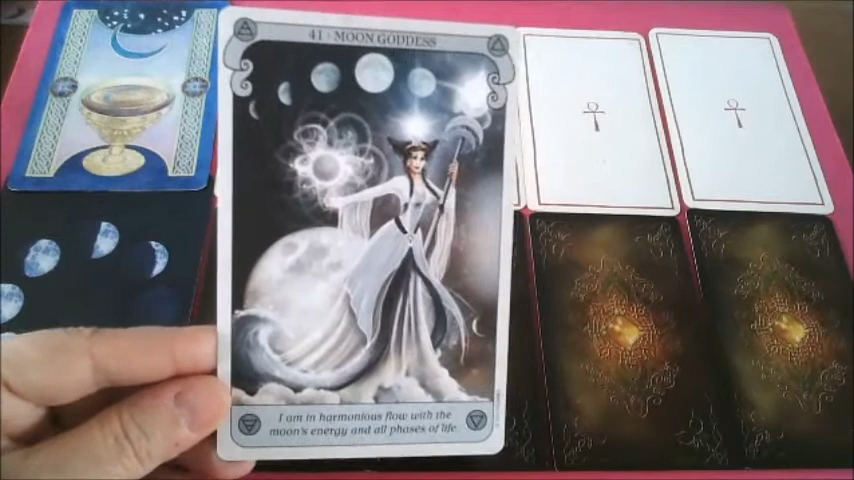 41 - MOON GODDESS
I am in harmonious flow with the
moon's energy and all phases of life.